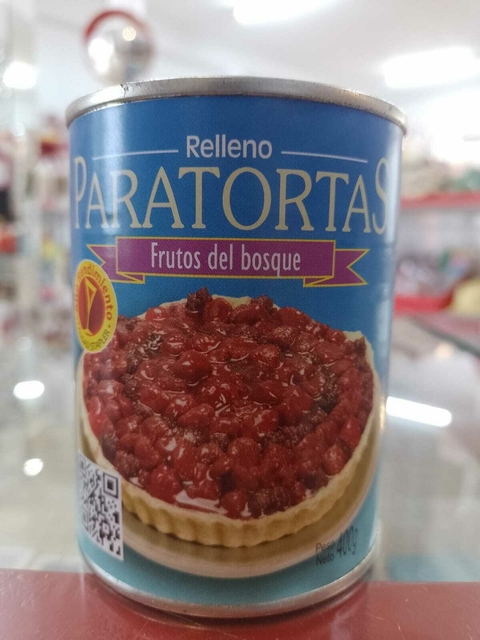 Relleno
PARATORTAS
Frutos del bosque
Peso
Neto 400g